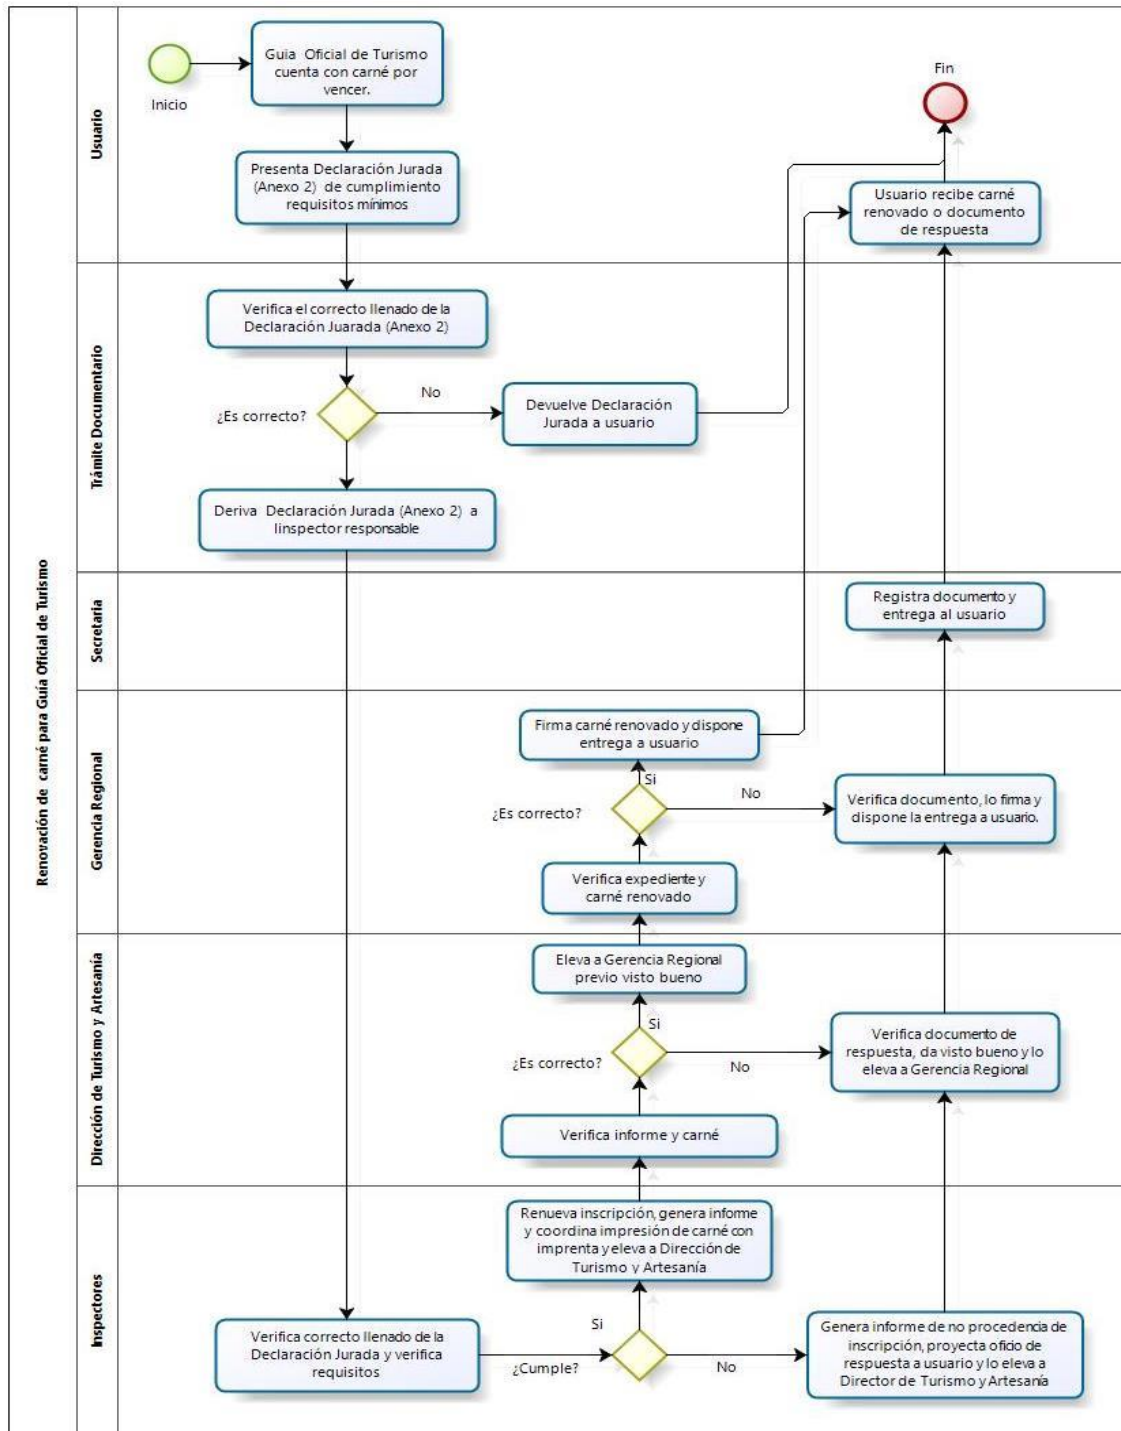 Renovación de carné para Guía Oficial de Turismo
Usuario
Inicio
Guia Oficial de Turismo
cuenta con carné por
vencer.
Presenta Declaración Jurada
(Anexo 2) de cumplimiento
requisitos mínimos
Fin
Usuario recibe carné
renovado o documento
de respuesta
Trámite Documentario
Verifica el correcto llenado de la
Declaración Juarada (Anexo 2)
¿Es correcto?
No
Devuelve Declaración
Jurada a usuario
Deriva Declaración Jurada (Anexo 2) a
linspector responsable
Secretaria
Registra documento y
entrega al usuario
Gerencia Regional
Firma carné renovado y dispone
entrega a usuario
Si
¿Es correcto?
No
Verifica documento, lo firma y
dispone la entrega a usuario.
Verifica expediente y
carné renovado
Dirección de Turismo y Artesanía
Eleva a Gerencia Regional
previo visto bueno
Si
¿Es correcto?
No
Verifica documento de
respuesta, da visto bueno y lo
eleva a Gerencia Regional
Verifica informe y carné
Inspectores
Renueva inscripción, genera informe
y coordina impresión de carné con
imprenta y eleva a Dirección de
Turismo y Artesanía
Verifica correcto llenado de la
Declaración Jurada y verifica
requisitos
Si
¿Cumple?
No
Genera informe de no procedencia de
inscripción, proyecta oficio de
respuesta a usuario y lo eleva a
Director de Turismo y Artesanía